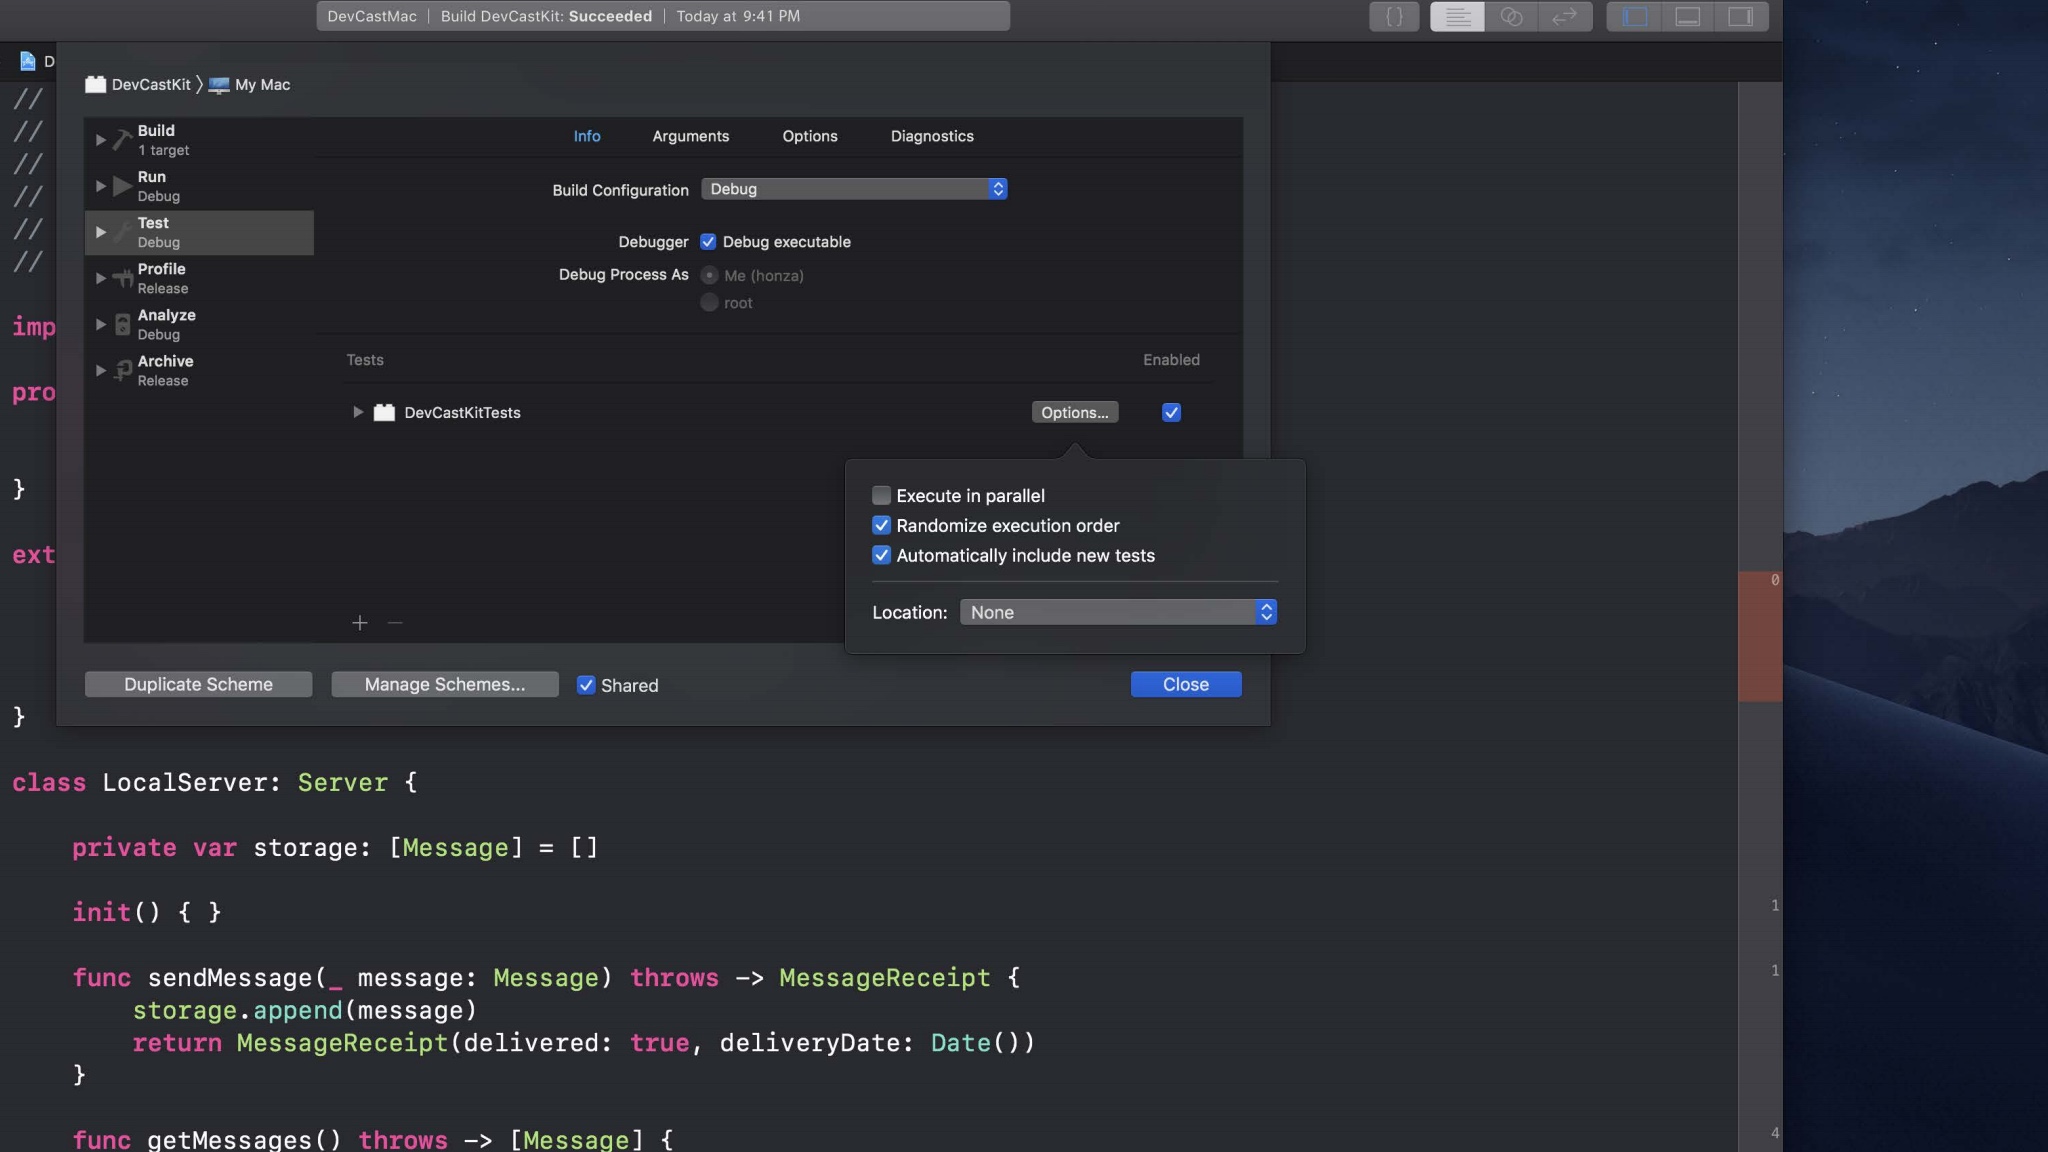 DevCastMac | Build DevCastKit: Succeeded | Today at 9:41 PM
{}
D
DevCastKit 〉 My Mac
//
//
//
//
//
//
imp
pro
}
ext
}
Build
1 target
Run
Debug
Test
Debug
Profile
Release
Analyze
Debug
Archive
Release
Info Arguments Options Diagnostics
Build Configuration Debug
Debugger Debug executable
Debug Process As Me (honza)
root
Tests Enabled
DevCastKitTests Options...
Execute in parallel
Randomize execution order
Automatically include new tests
Location: None
+ −
Duplicate Scheme Manage Schemes... Shared Close
0
class LocalServer: Server {
private var storage: [Message] = []
init() { }
1
func sendMessage(_ message: Message) throws -> MessageReceipt {
1
storage.append(message)
return MessageReceipt(delivered: true, deliveryDate: Date())
}
func getMessages() throws -> [Message] {
4